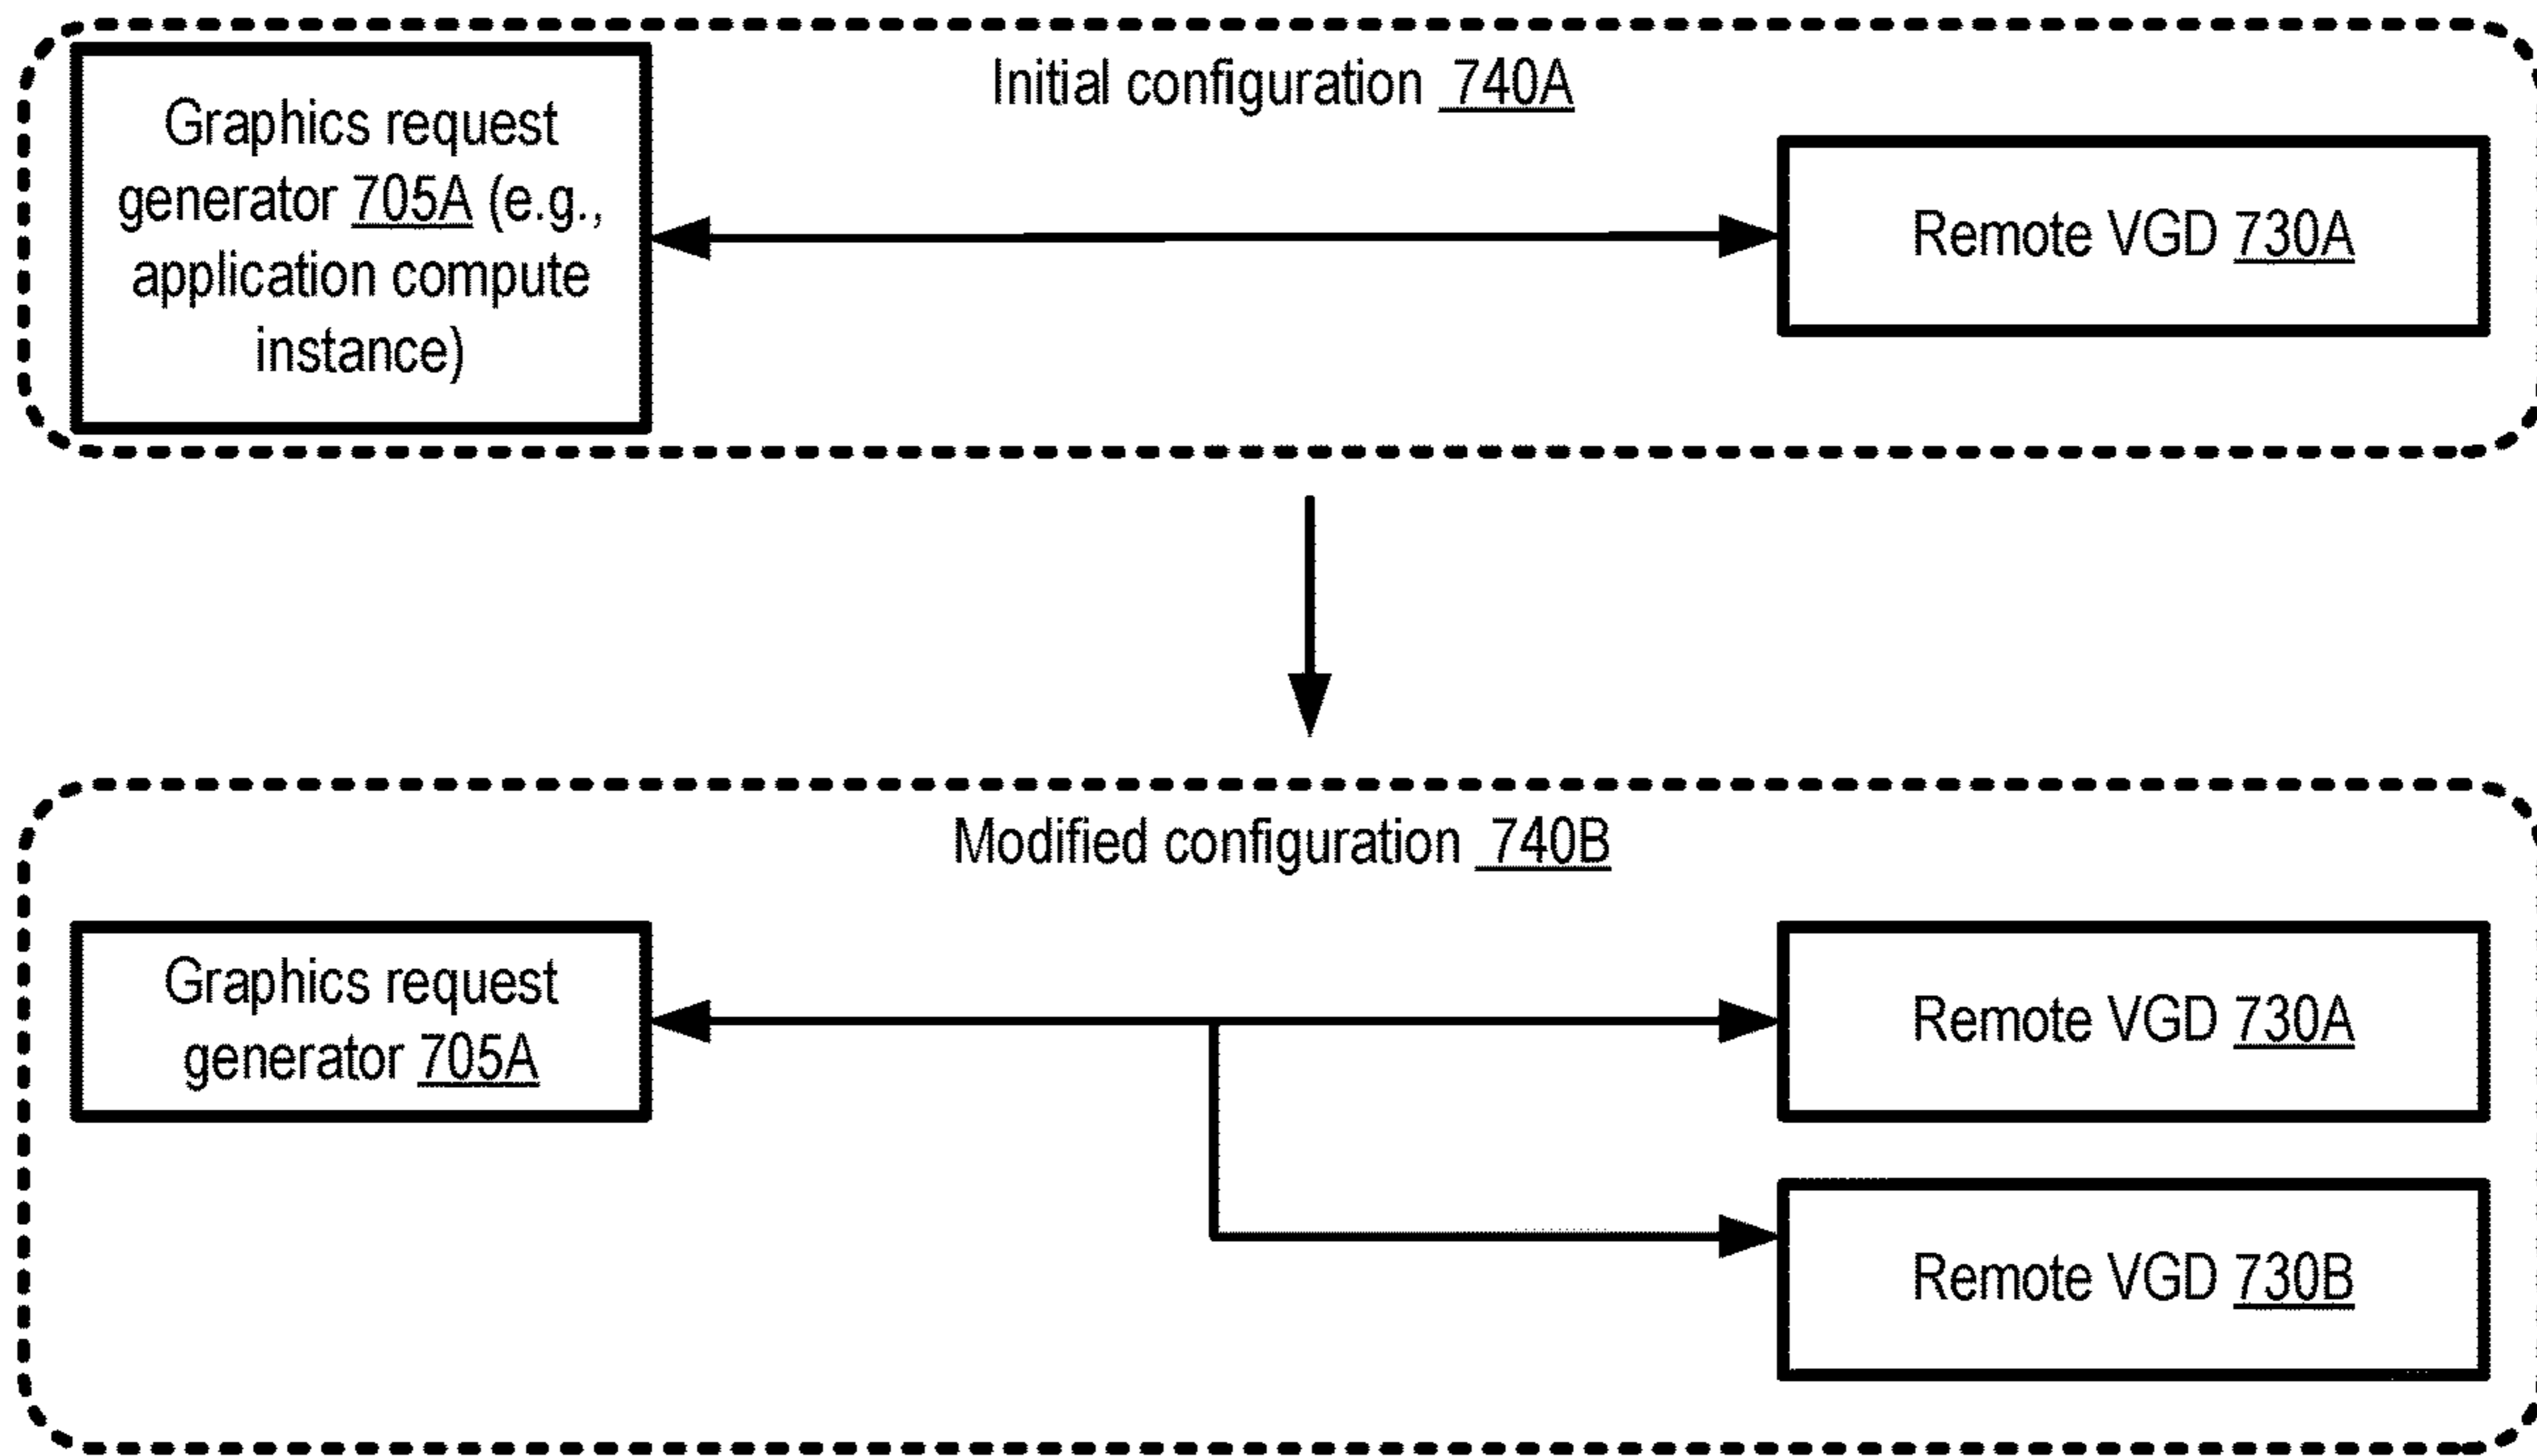 Initial configuration 740A
Graphics request
generator 705A (e.g.,
application compute
instance)
Remote VGD 730A
Modified configuration 740B
Graphics request
generator 705A
Remote VGD 730A
Remote VGD 730B